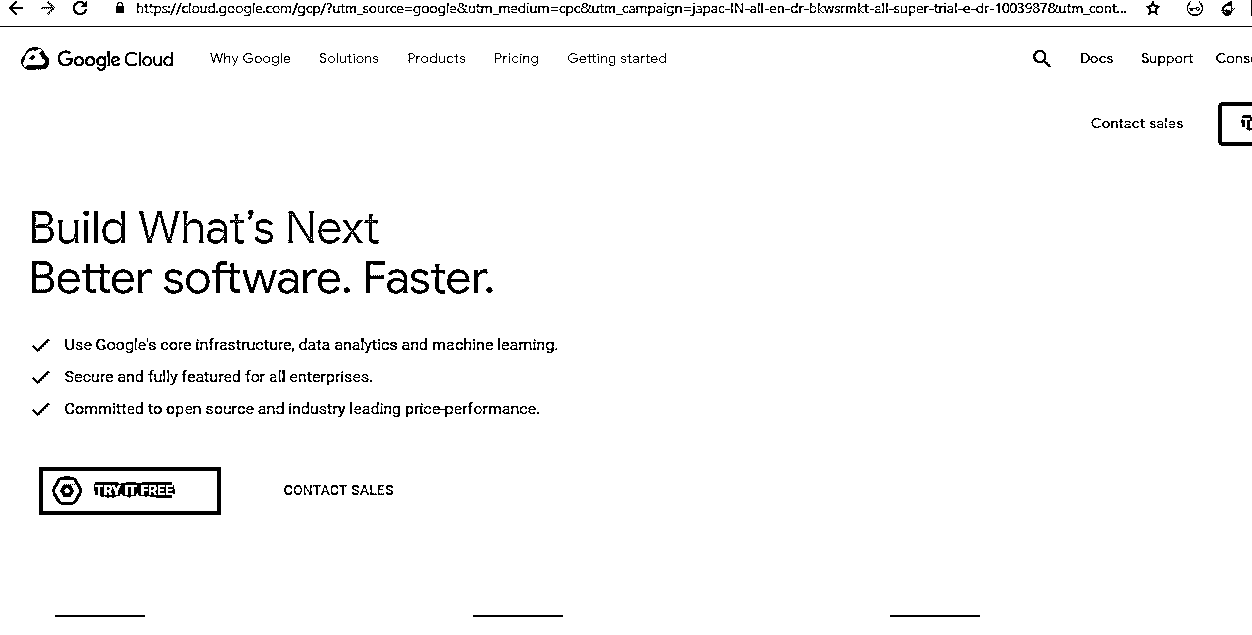 https://cloud.google.com/gcp/?utm_source=google&utm_medium=cpc&utm_campaign=japac-IN-all-en-dr-bkwsrmkt-all-super-trial-e-dr-1003987&utm_cont...
Google Cloud Why Google Solutions Products Pricing Getting started Docs Support Cons
Contact sales
Build What's Next
Better software. Faster.
Use Google's core infrastructure, data analytics and machine learning.
Secure and fully featured for all enterprises.
Committed to open source and industry leading price-performance.
TRY IT FREE CONTACT SALES